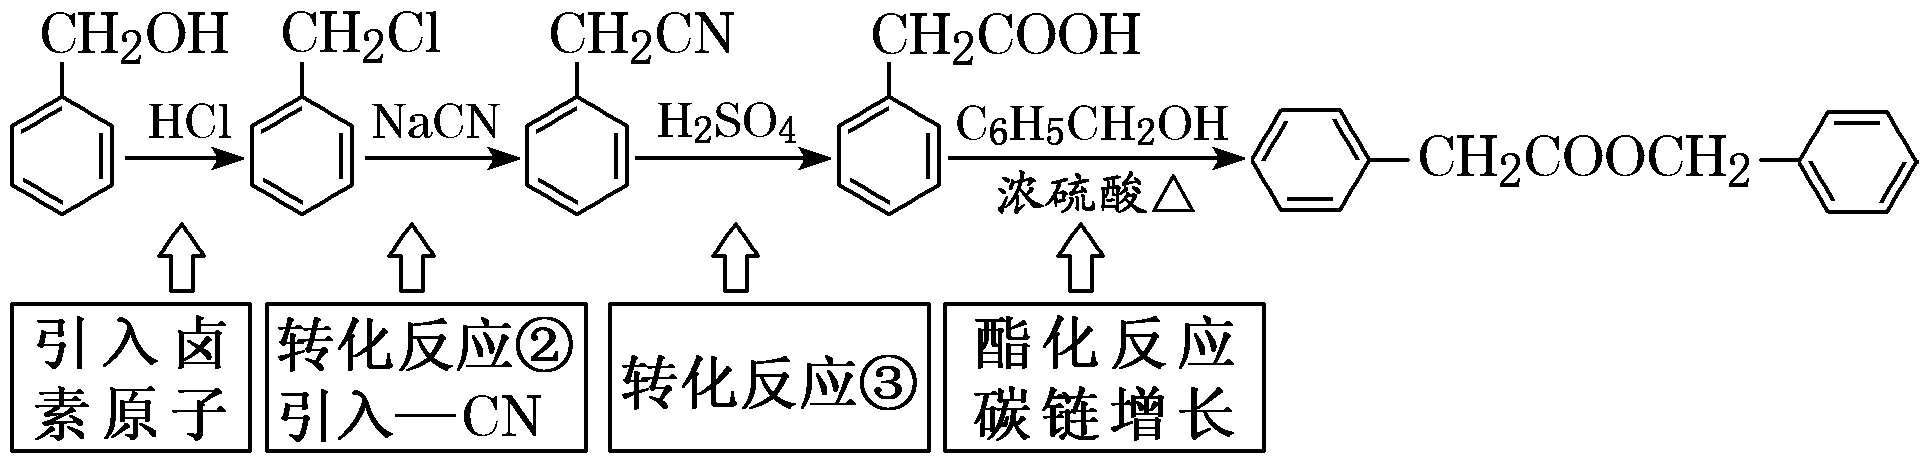 CH₂OH CH₂Cl CH₂CN CH₂COOH
HCl NaCN H₂SO₄ C₆H₅CH₂OH
CH₂COOCH₂
浓硫酸△
引入卤
素原子
转化反应②
引入—CN
转化反应③
酯化反应
碳链增长